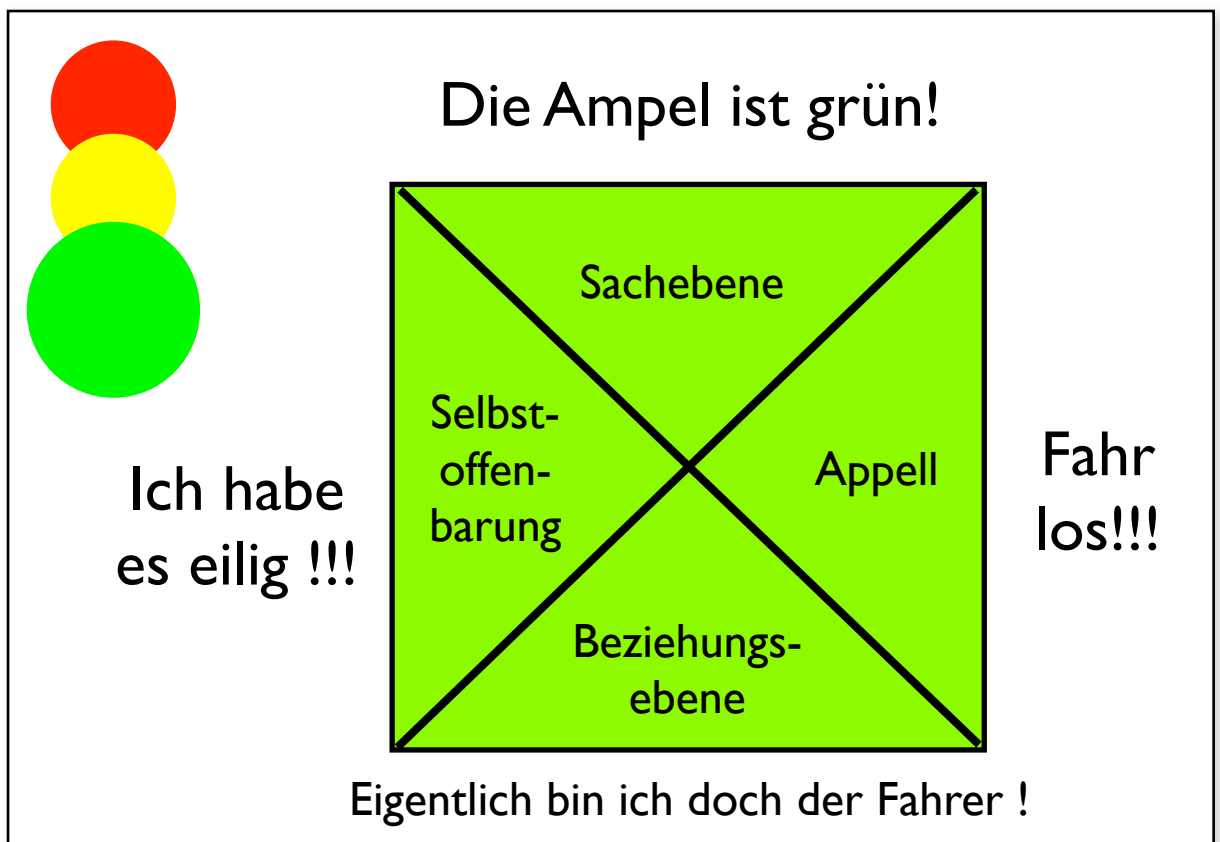 Die Ampel ist grün!
Sachebene
Selbst-
offen-
barung
Appell
Beziehungs-
ebene
Ich habe
es eilig !!!
Fahr
los!!!
Eigentlich bin ich doch der Fahrer !